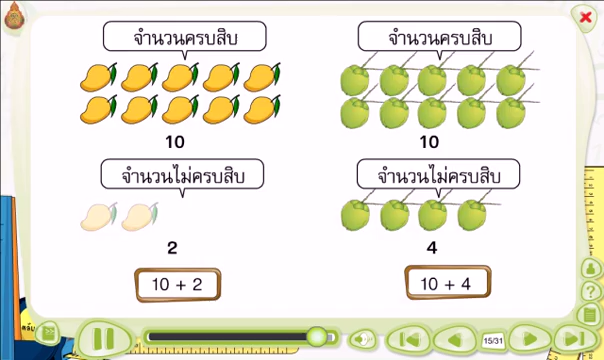 จำนวนครบสิบ
จำนวนครบสิบ
10
10
จำนวนไม่ครบสิบ
จำนวนไม่ครบสิบ
2
4
10 + 2
10 + 4
15/31
?